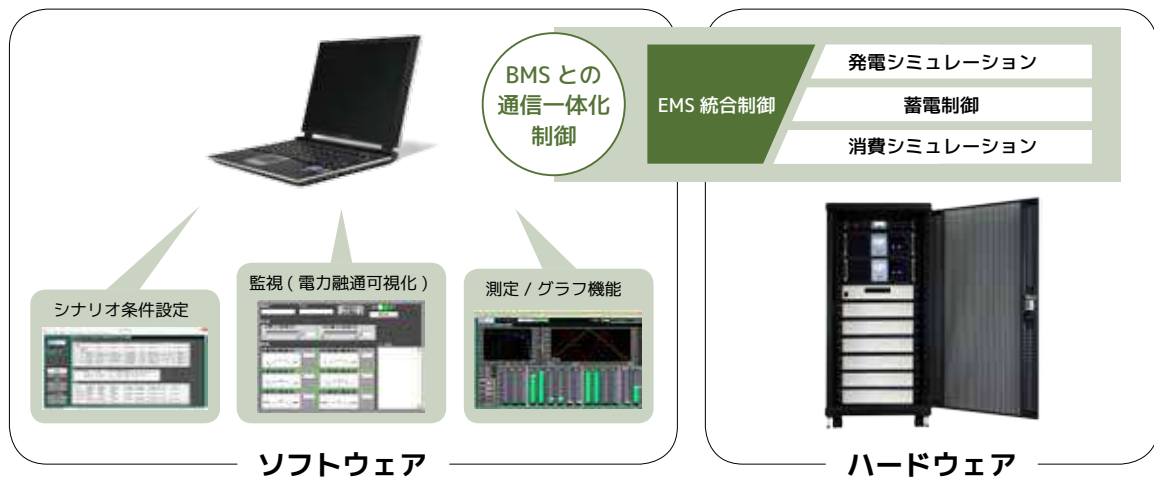 BMS との
通信一体化
制御
EMS 統合制御
発電シミュレーション
蓄電制御
消費シミュレーション
シナリオ条件設定
監視 ( 電力融通可視化 )
測定 / グラフ機能
ソフトウェア
ハードウェア